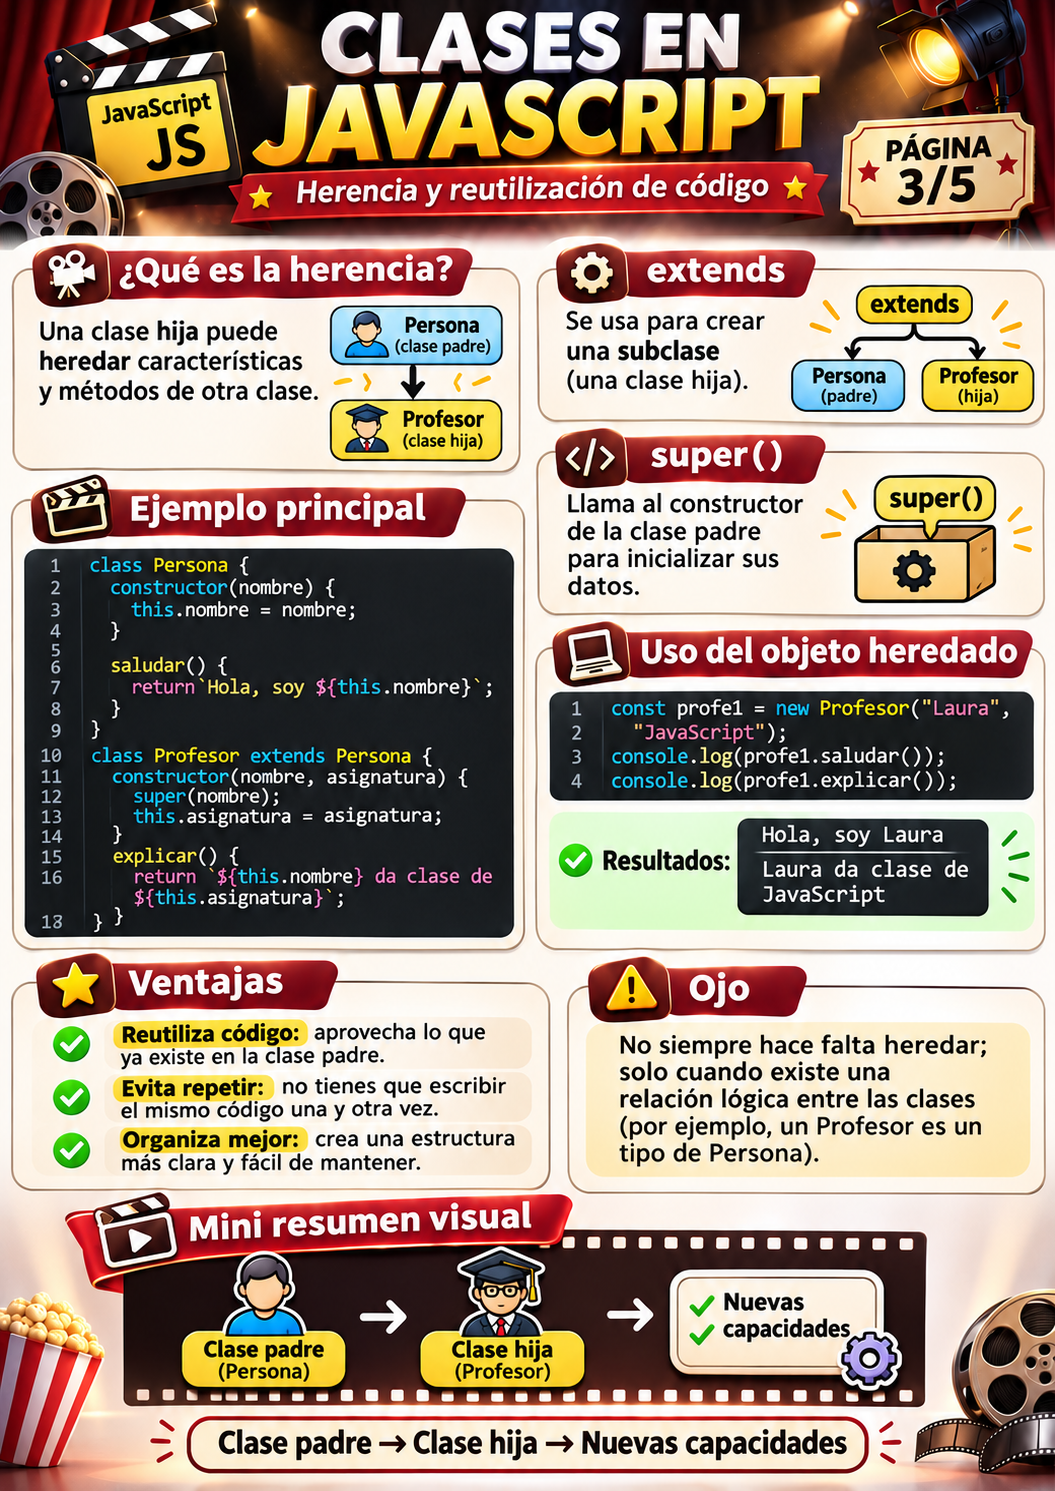 CLASES EN
JAVASCRIPT
JavaScript
JS
Herencia y reutilización de código
PÁGINA
3/5
¿Qué es la herencia?
Una clase hija puede
heredar características
y métodos de otra clase.
Persona
(clase padre)
Profesor
(clase hija)
extends
Se usa para crear
una subclase
(una clase hija).
extends
Persona
(padre)
Profesor
(hija)
super()
Llama al constructor
de la clase padre
para inicializar sus
datos.
super()
Ejemplo principal
1 class Persona {
2 constructor(nombre) {
3 this.nombre = nombre;
4 }
5
6 saludar() {
7 return`Hola, soy ${this.nombre}`;
8 }
9 }
10 class Profesor extends Persona {
11 constructor(nombre, asignatura) {
12 super(nombre);
13 this.asignatura = asignatura;
14 }
15 explicar() {
16 return `${this.nombre} da clase de
${this.asignatura}`;
18 } }
Uso del objeto heredado
1 const profe1 = new Profesor("Laura",
2 "JavaScript");
3 console.log(profe1.saludar());
4 console.log(profe1.explicar());
Resultados:
Hola, soy Laura
Laura da clase de
JavaScript
Ventajas
Reutiliza código: aprovecha lo que
ya existe en la clase padre.
Evita repetir: no tienes que escribir
el mismo código una y otra vez.
Organiza mejor: crea una estructura
más clara y fácil de mantener.
Ojo
No siempre hace falta heredar;
solo cuando existe una
relación lógica entre las clases
(por ejemplo, un Profesor es un
tipo de Persona).
Mini resumen visual
Clase padre
(Persona)
→
Clase hija
(Profesor)
→
Nuevas
capacidades
Clase padre → Clase hija → Nuevas capacidades